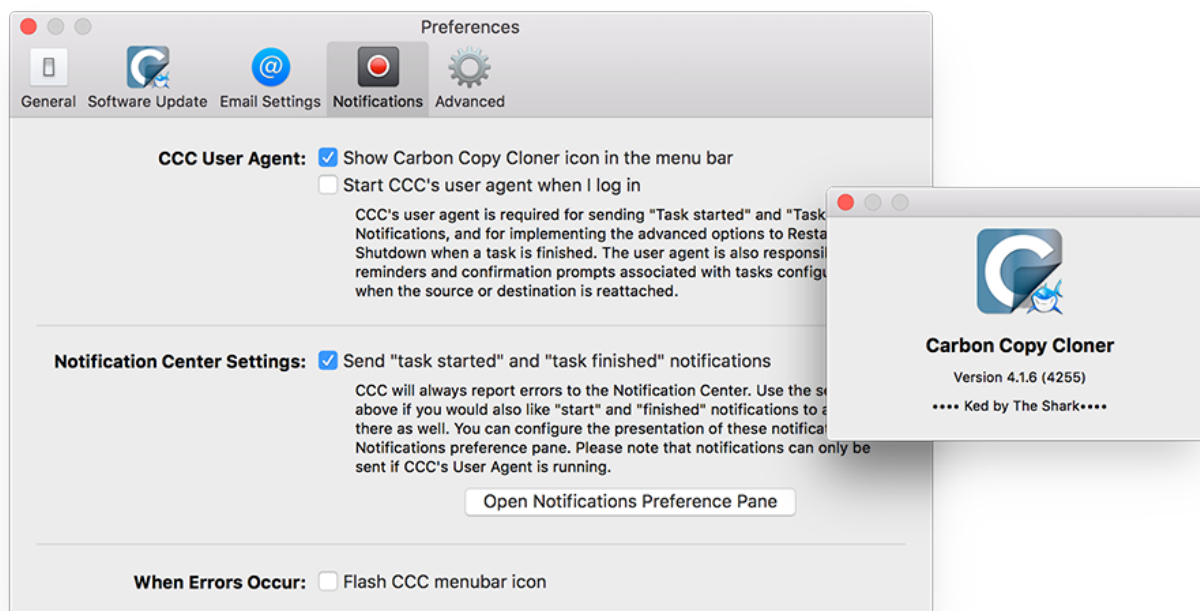 Preferences
General Software Update Email Settings Notifications Advanced
CCC User Agent: Show Carbon Copy Cloner icon in the menu bar
Start CCC's user agent when I log in
CCC's user agent is required for sending "Task started" and "Task
Notifications, and for implementing the advanced options to
Shutdown when a task is finished. The user agent is also
reminders and confirmation prompts associated with tasks
when the source or destination is reattached.
Notification Center Settings: Send "task started" and "task finished" notifications
CCC will always report errors to the Notification Center. Use the
above if you would also like "start" and "finished" notifications to
there as well. You can configure the presentation of these
Notifications preference pane. Please note that notifications can only be
sent if CCC's User Agent is running.
Open Notifications Preference Pane
When Errors Occur: Flash CCC menubar icon
Carbon Copy Cloner
Version 4.1.6 (4255)
•••• Ked by The Shark••••